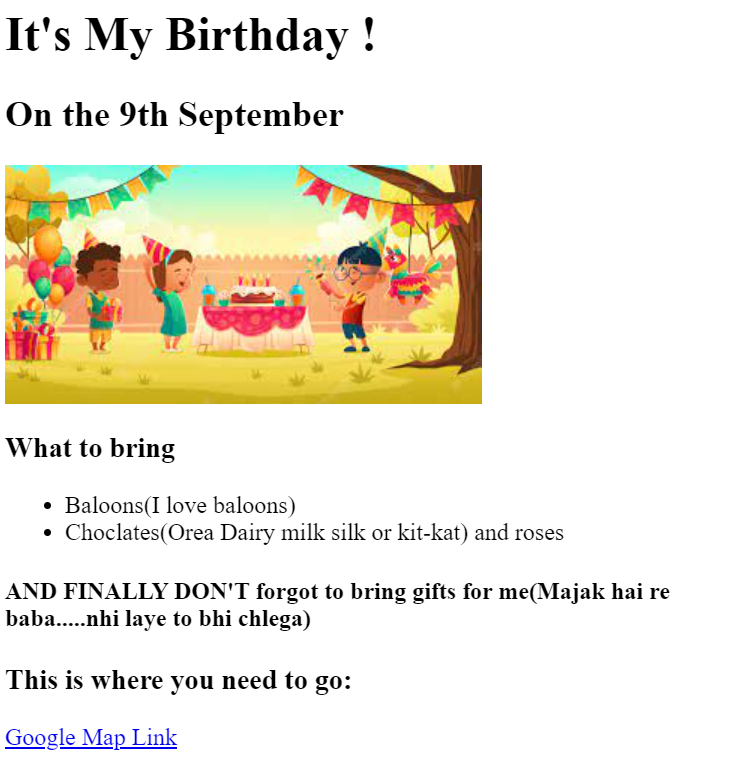 It's My Birthday !
On the 9th September
What to bring
• Baloons(I love baloons)
• Choclates(Orea Dairy milk silk or kit-kat) and roses
AND FINALLY DON'T forgot to bring gifts for me(Majak hai re
baba.....nhi laye to bhi chlega)
This is where you need to go:
Google Map Link